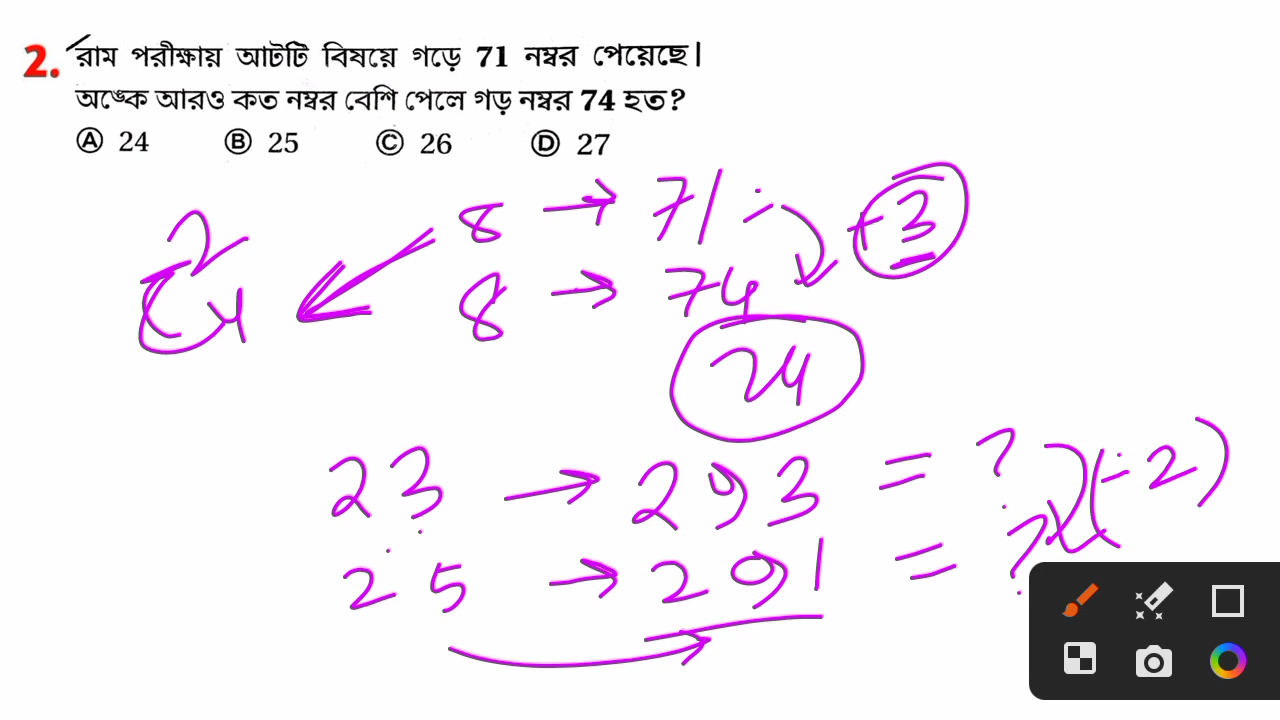 2. রাম পরীক্ষায় আটটি বিষয়ে গড়ে 71 নম্বর পেয়েছে।
অঙ্কে আরও কত নম্বর বেশি পেলে গড় নম্বর 74 হত?
Ⓐ 24 Ⓑ 25 Ⓒ 26 Ⓓ 27
8 → 71 +3
8 → 74
24
23 → 293 = ? (-2)
25 → 291 = ?